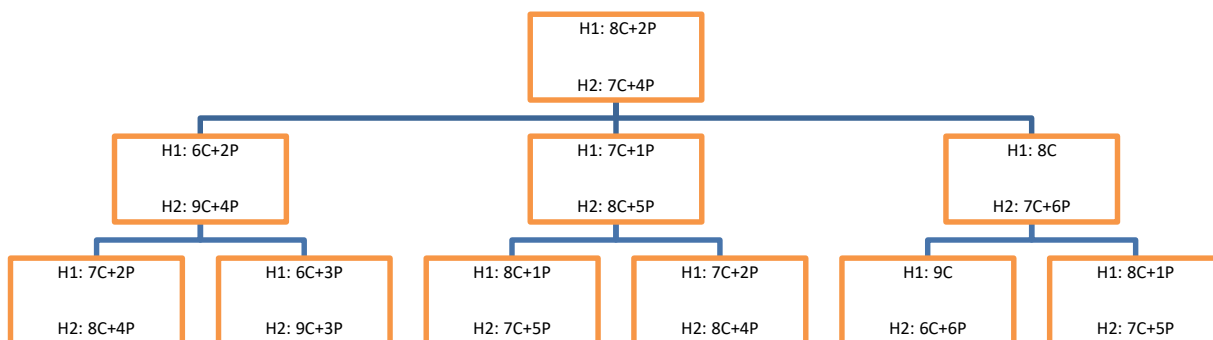 H1: 8C+2P
H2: 7C+4P
H1: 6C+2P
H2: 9C+4P
H1: 7C+1P
H2: 8C+5P
H1: 8C
H2: 7C+6P
H1: 7C+2P
H2: 8C+4P
H1: 6C+3P
H2: 9C+3P
H1: 8C+1P
H2: 7C+5P
H1: 7C+2P
H2: 8C+4P
H1: 9C
H2: 6C+6P
H1: 8C+1P
H2: 7C+5P